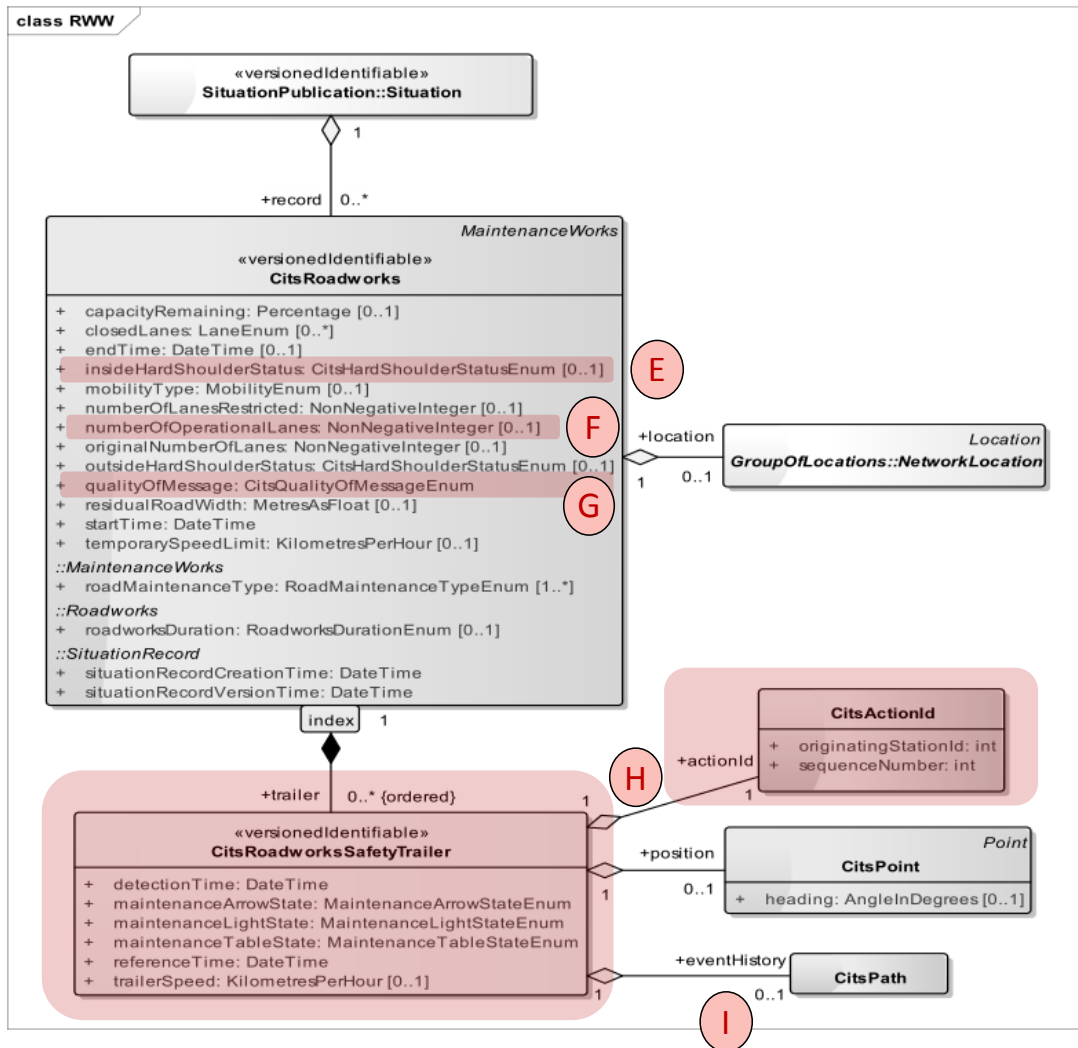 class RWW
«versionedIdentifiable»
SituationPublication::Situation
1
+record 0..*
MaintenanceWorks
«versionedIdentifiable»
CitsRoadworks
+ capacityRemaining: Percentage [0..1]
+ closedLanes: LaneEnum [0..*]
+ endTime: DateTime [0..1]
+ insideHardShoulderStatus: CitsHardShoulderStatusEnum [0..1]
E
+ mobilityType: MobilityEnum [0..1]
+ numberOfLanesRestricted: NonNegativeInteger [0..1]
+ numberOfOperationalLanes: NonNegativeInteger [0..1]
F
+ originalNumberOfLanes: NonNegativeInteger [0..1]
+ outsideHardShoulderStatus: CitsHardShoulderStatusEnum [0..1]
+ qualityOfMessage: CitsQualityOfMessageEnum
G
+ residualRoadWidth: MetresAsFloat [0..1]
+ startTime: DateTime
+ temporarySpeedLimit: KilometresPerHour [0..1]
::MaintenanceWorks
+ roadMaintenanceType: RoadMaintenanceTypeEnum [1..*]
::Roadworks
+ roadworksDuration: RoadworksDurationEnum [0..1]
::SituationRecord
+ situationRecordCreationTime: DateTime
+ situationRecordVersionTime: DateTime
+location
1 0..1
Location
GroupOfLocations::NetworkLocation
index 1
+trailer 0..* {ordered}
«versionedIdentifiable»
CitsRoadworksSafetyTrailer
+ detectionTime: DateTime
+ maintenanceArrowState: MaintenanceArrowStateEnum
+ maintenanceLightState: MaintenanceLightStateEnum
+ maintenanceTableState: MaintenanceTableStateEnum
+ referenceTime: DateTime
+ trailerSpeed: KilometresPerHour [0..1]
H
+actionId
1 1
CitsActionId
+ originatingStationId: int
+ sequenceNumber: int
+position
1 0..1
Point
CitsPoint
+ heading: AngleInDegrees [0..1]
+eventHistory
1 0..1
CitsPath
I